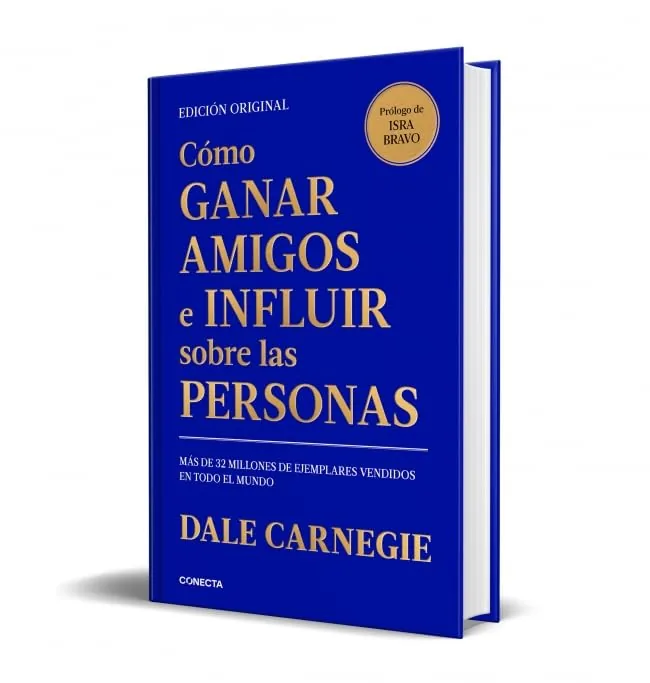 EDICIÓN ORIGINAL
Prólogo de
ISRA
BRAVO
Cómo
GANAR
AMIGOS
e INFLUIR
sobre las
PERSONAS
MÁS DE 32 MILLONES DE EJEMPLARES VENDIDOS
EN TODO EL MUNDO
DALE CARNEGIE
CONECTA